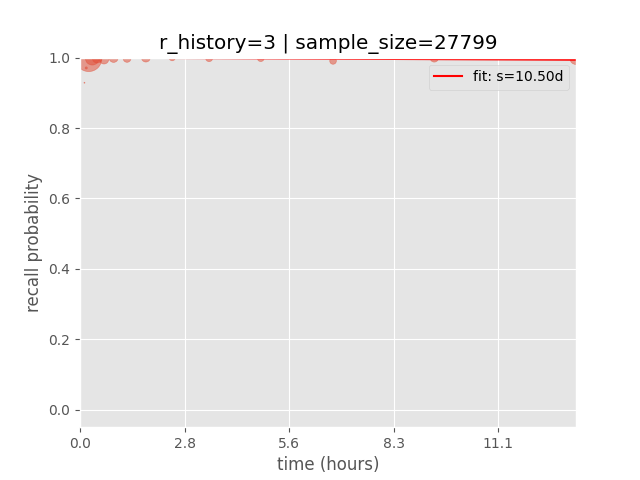 r_history=3 | sample_size=27799
fit: s=10.50d
recall probability
1.0
0.8
0.6
0.4
0.2
0.0
0.0 2.8 5.6 8.3 11.1
time (hours)